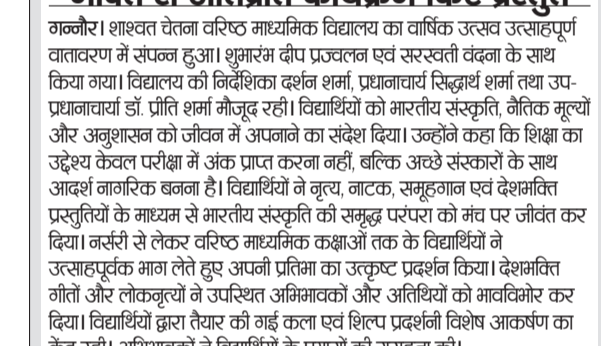 गन्नौर। शाश्वत चेतना वरिष्ठ माध्यमिक विद्यालय का वार्षिक उत्सव उत्साहपूर्ण
वातावरण में संपन्न हुआ। शुभारंभ दीप प्रज्वलन एवं सरस्वती वंदना के साथ
किया गया। विद्यालय की निर्देशिका दर्शन शर्मा, प्रधानाचार्य सिद्धार्थ शर्मा तथा उप-
प्रधानाचार्या डॉ. प्रीति शर्मा मौजूद रही। विद्यार्थियों को भारतीय संस्कृति, नैतिक मूल्यों
और अनुशासन को जीवन में अपनाने का संदेश दिया। उन्होंने कहा कि शिक्षा का
उद्देश्य केवल परीक्षा में अंक प्राप्त करना नहीं, बल्कि अच्छे संस्कारों के साथ
आदर्श नागरिक बनना है। विद्यार्थियों ने नृत्य, नाटक, समूहगान एवं देशभक्ति
प्रस्तुतियों के माध्यम से भारतीय संस्कृति की समृद्ध परंपरा को मंच पर जीवंत कर
दिया। नर्सरी से लेकर वरिष्ठ माध्यमिक कक्षाओं तक के विद्यार्थियों ने
उत्साहपूर्वक भाग लेते हुए अपनी प्रतिभा का उत्कृष्ट प्रदर्शन किया। देशभक्ति
गीतों और लोकनृत्यों ने उपस्थित अभिभावकों और अतिथियों को भावविभोर कर
दिया। विद्यार्थियों द्वारा तैयार की गई कला एवं शिल्प प्रदर्शनी विशेष आकर्षण का